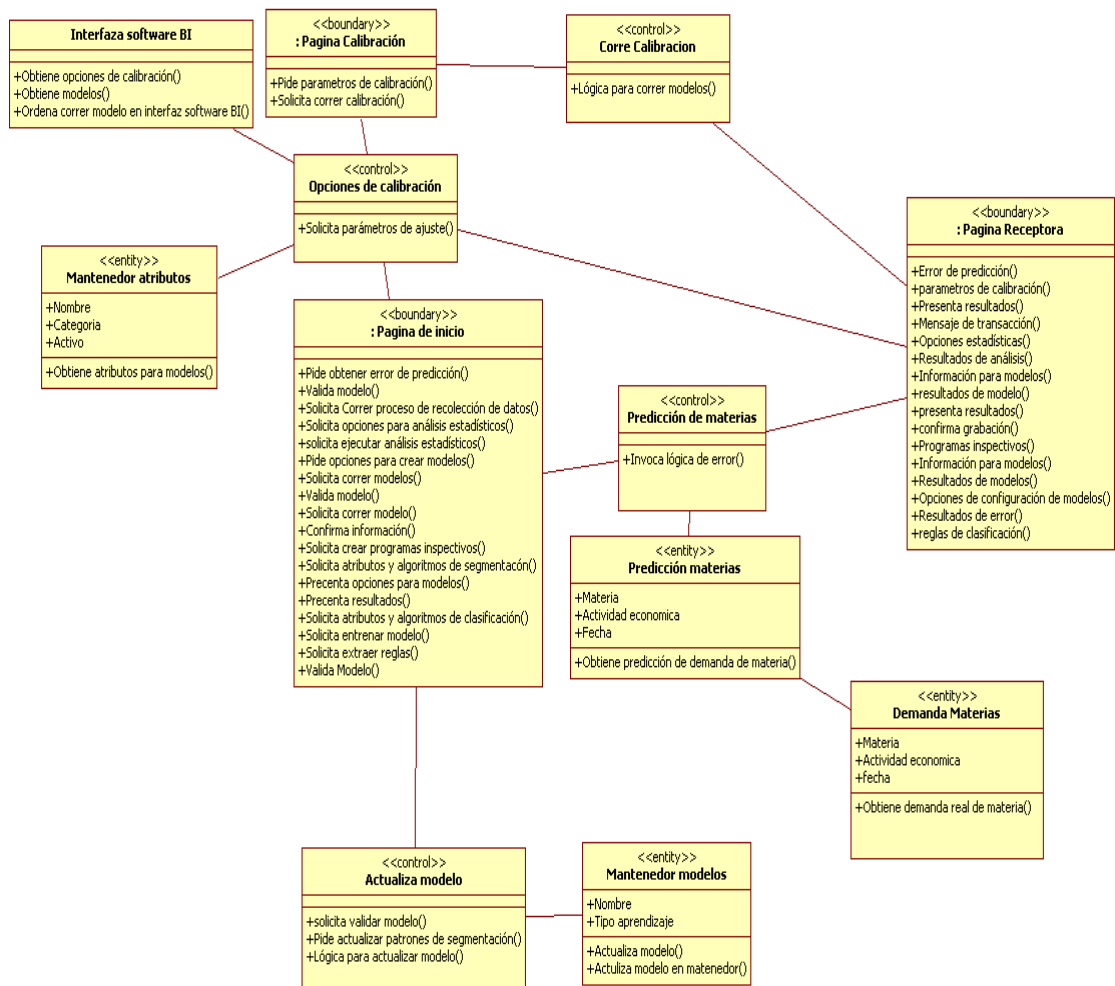 Interfaza software BI
+Obtiene opciones de calibración()
+Obtiene modelos()
+Ordena correr modelo en interfaz software BI()
<<boundary>>
: Pagina Calibración
+Pide parametros de calibración()
+Solicita correr calibración()
<<control>>
Corre Calibracion
+Lógica para correr modelos()
<<control>>
Opciones de calibración
+Solicita parámetros de ajuste()
<<boundary>>
: Pagina Receptora
+Error de predicción()
+parametros de calibración()
+Presenta resultados()
+Mensaje de transacción()
+Opciones estadísticas()
+Resultados de análisis()
+Información para modelos()
+resultados de modelo()
+presenta resultados()
+confirma grabación()
+Programas inspectivos()
+Información para modelos()
+Resultados de modelos()
+Opciones de configuración de modelos()
+Resultados de error()
+reglas de clasificación()
<<entity>>
Mantenedor atributos
+Nombre
+Categoria
+Activo
+Obtiene atributos para modelos()
<<boundary>>
: Pagina de inicio
+Pide obtener error de predicción()
+Valida modelo()
+Solicita Correr proceso de recolección de datos()
+Solicita opciones para análisis estadísticos()
+solicita ejecutar análisis estadísticos()
+Pide opciones para crear modelos()
+Solicita correr modelos()
+Valida modelo()
+Solicita correr modelo()
+Confirma información()
+Solicita crear programas inspectivos()
+Solicita atributos y algoritmos de segmentacón()
+Precenta opciones para modelos()
+Precenta resultados()
+Solicita atributos y algoritmos de clasificación()
+Solicita entrenar modelo()
+Solicita extraer reglas()
+Valida Modelo()
<<control>>
Predicción de materias
+Invoca lógica de error()
<<entity>>
Predicción materias
+Materia
+Actividad economica
+Fecha
+Obtiene predicción de demanda de materia()
<<entity>>
Demanda Materias
+Materia
+Actividad economica
+fecha
+Obtiene demanda real de materia()
<<control>>
Actualiza modelo
+solicita validar modelo()
+Pide actualizar patrones de segmentación()
+Lógica para actualizar modelo()
<<entity>>
Mantenedor modelos
+Nombre
+Tipo aprendizaje
+Actualiza modelo()
+Actuliza modelo en matenedor()